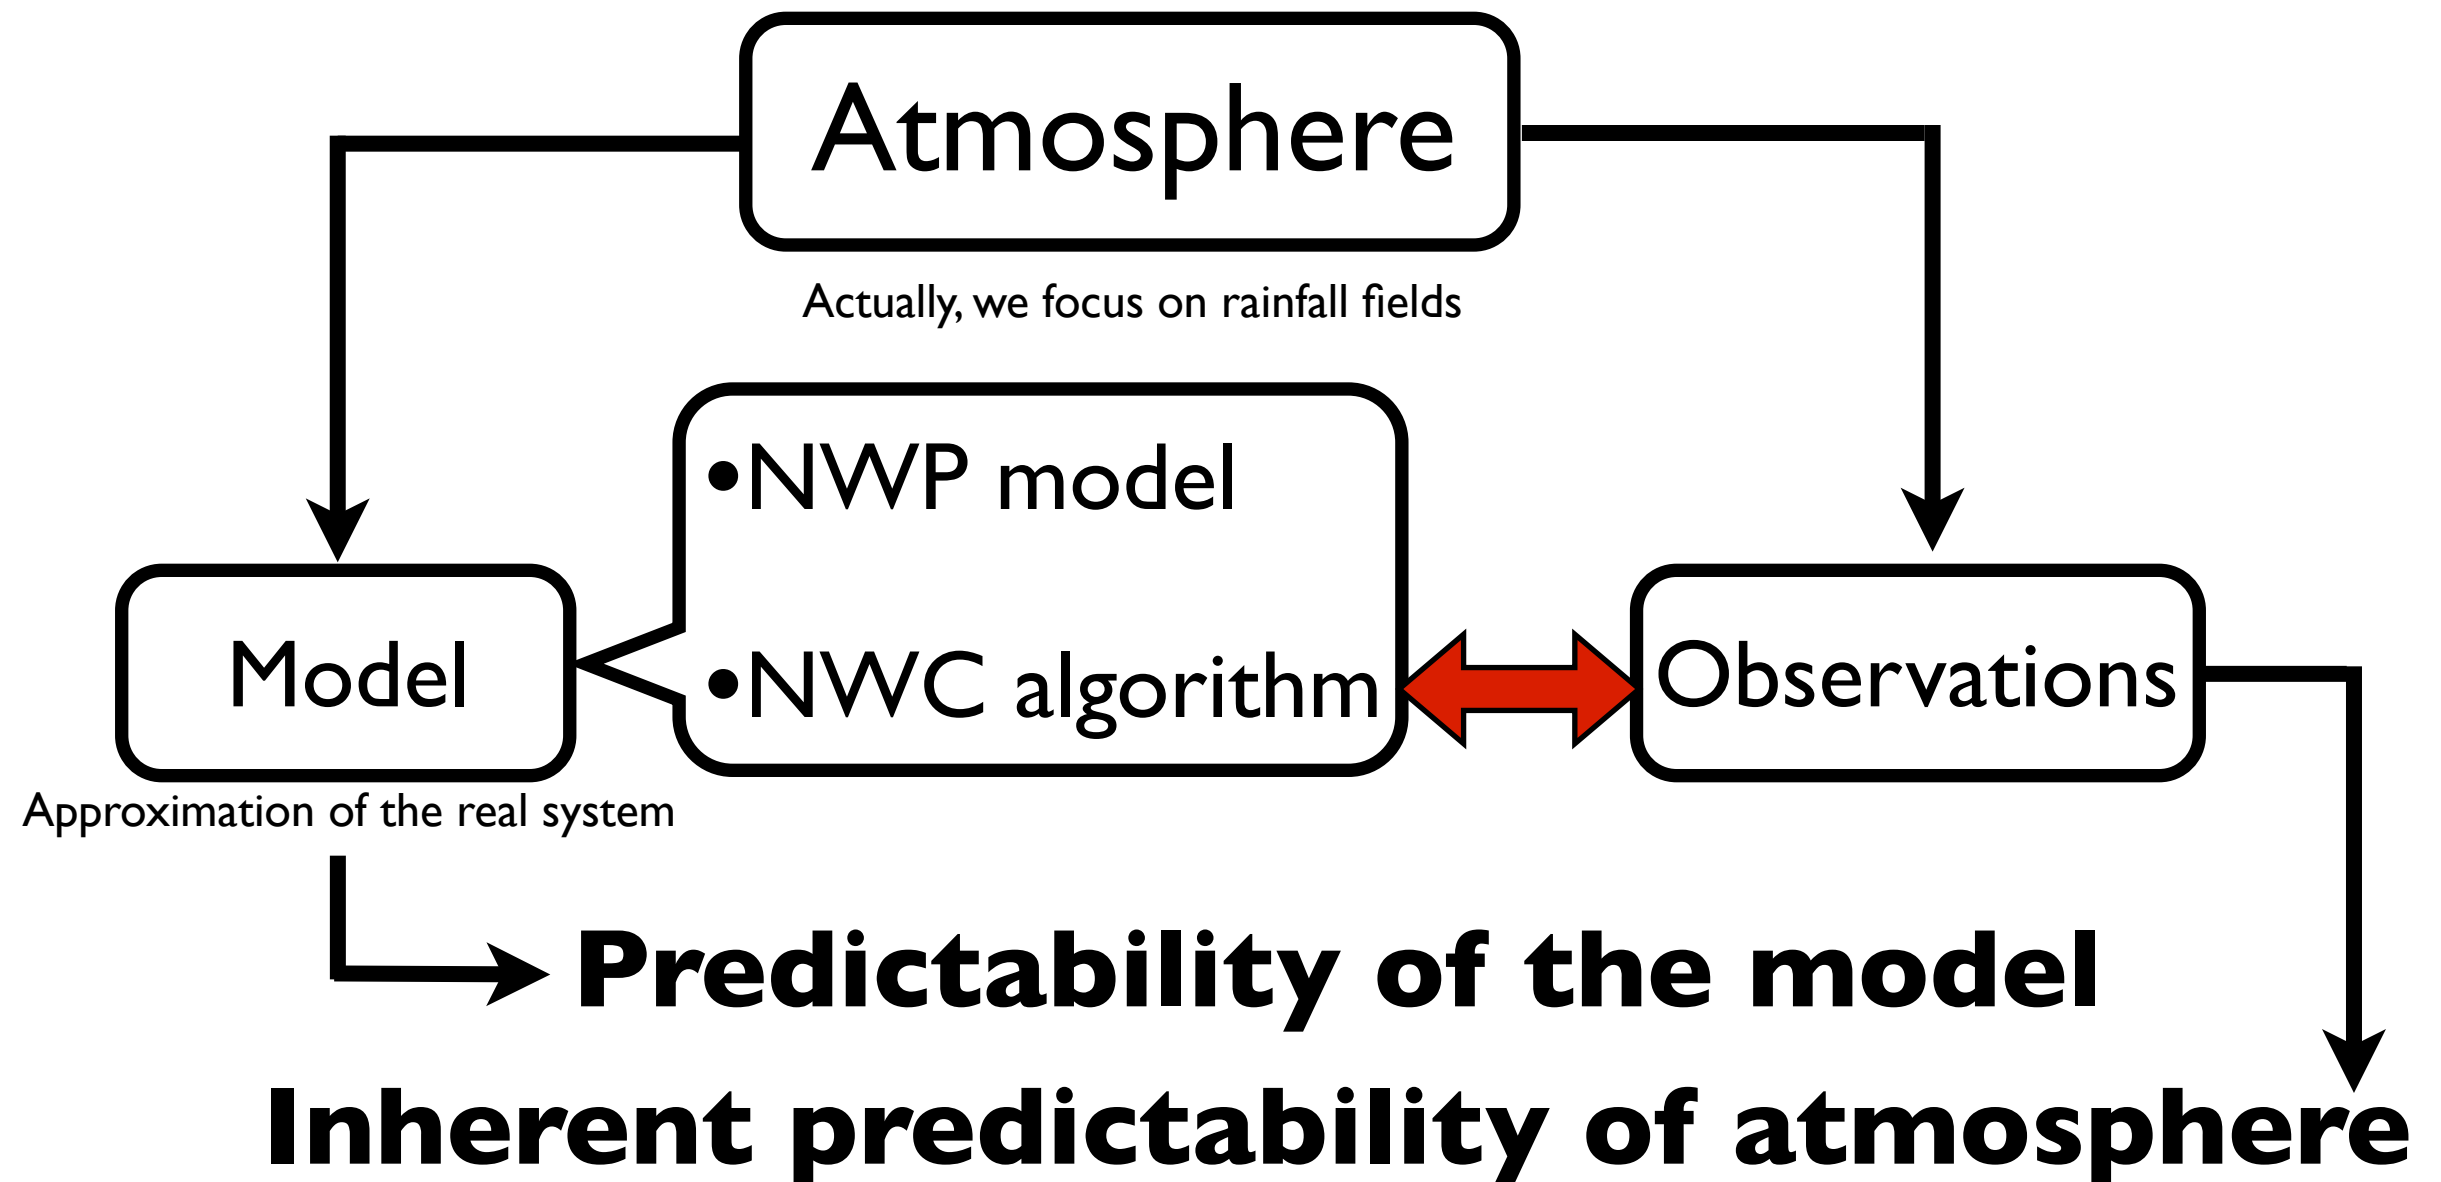 Atmosphere
Actually, we focus on rainfall fields
•NWP model
•NWC algorithm
Model
Observations
Approximation of the real system
Predictability of the model
Inherent predictability of atmosphere